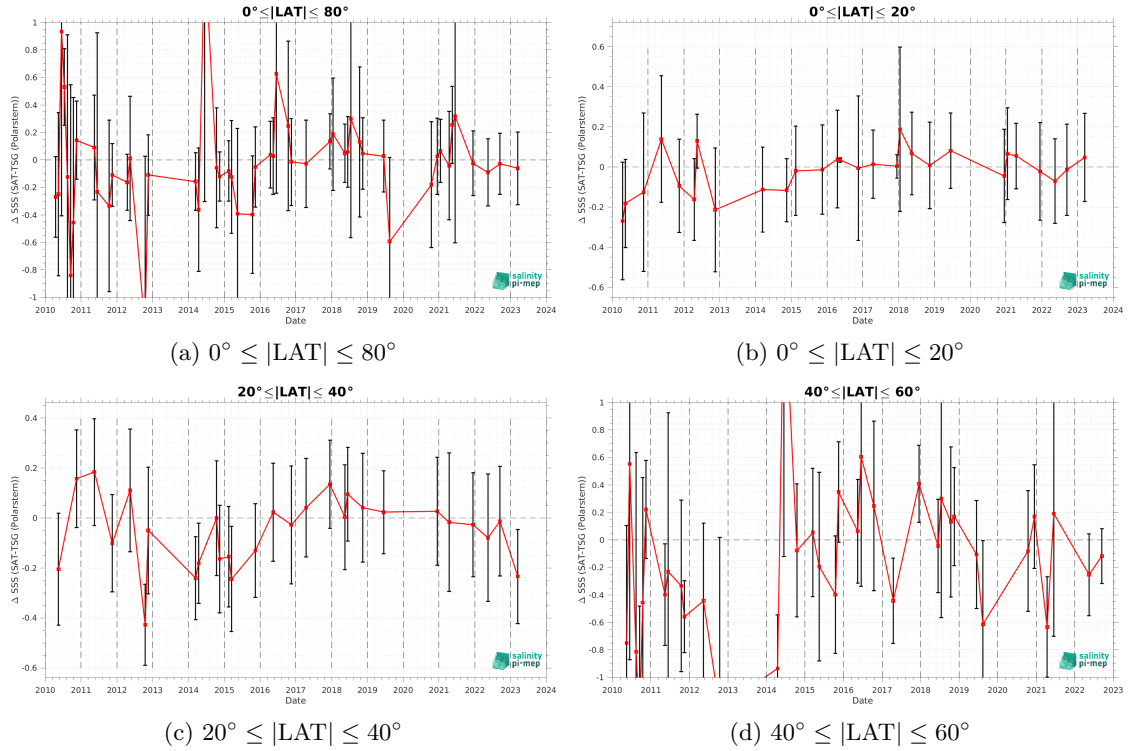 0°≤|LAT|≤ 80°
Δ SSS (SAT-TSG (Polarstern))
1
0.8
0.6
0.4
0.2
0
-0.2
-0.4
-0.6
-0.8
-1
2010 2011 2012 2013 2014 2015 2016 2017 2018 2019 2020 2021 2022 2023 2024
Date
salinity
pi-mep
(a) 0° ≤ |LAT| ≤ 80°
0°≤|LAT|≤ 20°
Δ SSS (SAT-TSG (Polarstern))
0.6
0.4
0.2
0
-0.2
-0.4
-0.6
2010 2011 2012 2013 2014 2015 2016 2017 2018 2019 2020 2021 2022 2023 2024
Date
salinity
pi-mep
(b) 0° ≤ |LAT| ≤ 20°
20°≤|LAT|≤ 40°
Δ SSS (SAT-TSG (Polarstern))
0.4
0.2
0
-0.2
-0.4
-0.6
2010 2011 2012 2013 2014 2015 2016 2017 2018 2019 2020 2021 2022 2023 2024
Date
salinity
pi-mep
(c) 20° ≤ |LAT| ≤ 40°
40°≤|LAT|≤ 60°
Δ SSS (SAT-TSG (Polarstern))
1
0.8
0.6
0.4
0.2
0
-0.2
-0.4
-0.6
-0.8
-1
2010 2011 2012 2013 2014 2015 2016 2017 2018 2019 2020 2021 2022 2023
Date
salinity
pi-mep
(d) 40° ≤ |LAT| ≤ 60°